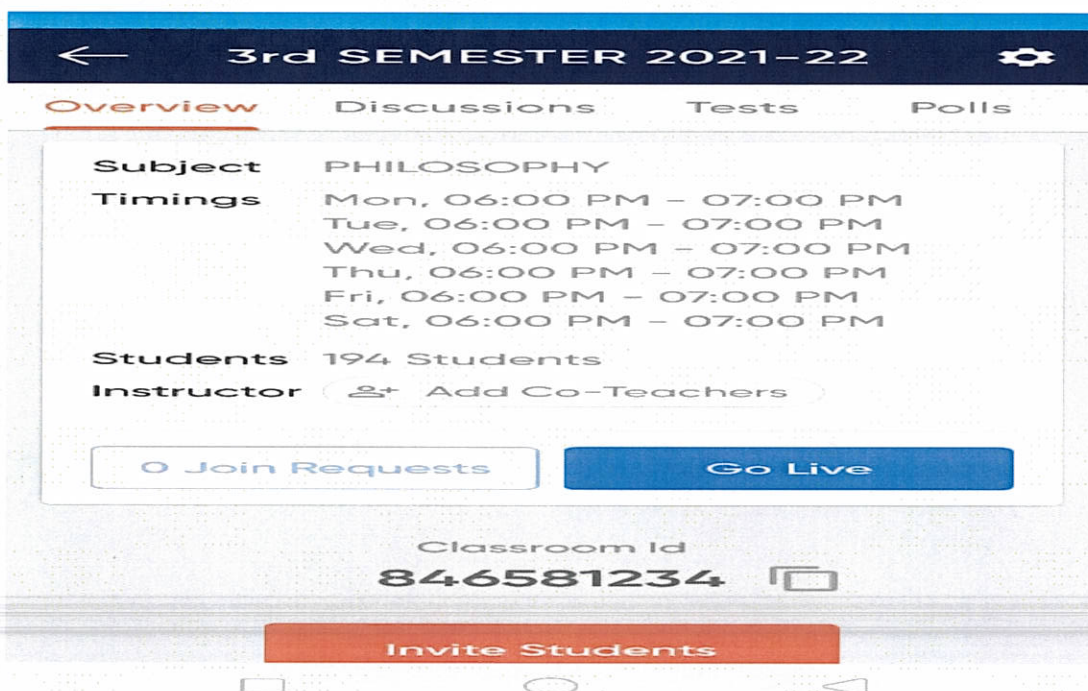 3rd SEMESTER 2021-22
Overview Discussions Tests Polls
Subject PHILOSOPHY
Timings Mon, 06:00 PM - 07:00 PM
Tue, 06:00 PM - 07:00 PM
Wed, 06:00 PM - 07:00 PM
Thu, 06:00 PM - 07:00 PM
Fri, 06:00 PM - 07:00 PM
Sat, 06:00 PM - 07:00 PM
Students 194 Students
Instructor Add Co-Teachers
0 Join Requests Go Live
Classroom Id
846581234
Invite Students